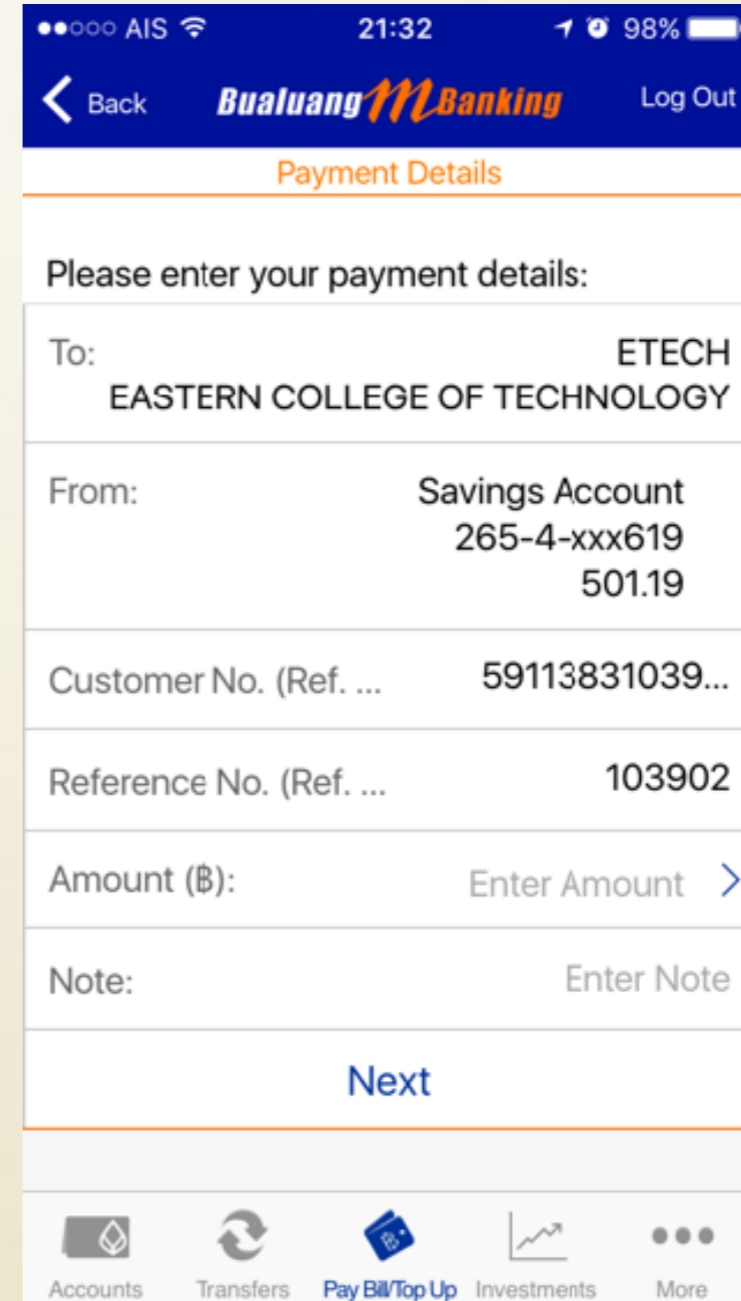 AIS 21:32 98%
Back Bualuang mBanking Log Out
Payment Details
Please enter your payment details:
To: ETECH
EASTERN COLLEGE OF TECHNOLOGY
From: Savings Account
265-4-xxx619
501.19
Customer No. (Ref. ... 59113831039...
Reference No. (Ref. ... 103902
Amount (฿): Enter Amount
Note: Enter Note
Next
Accounts Transfers Pay Bill/Top Up Investments More